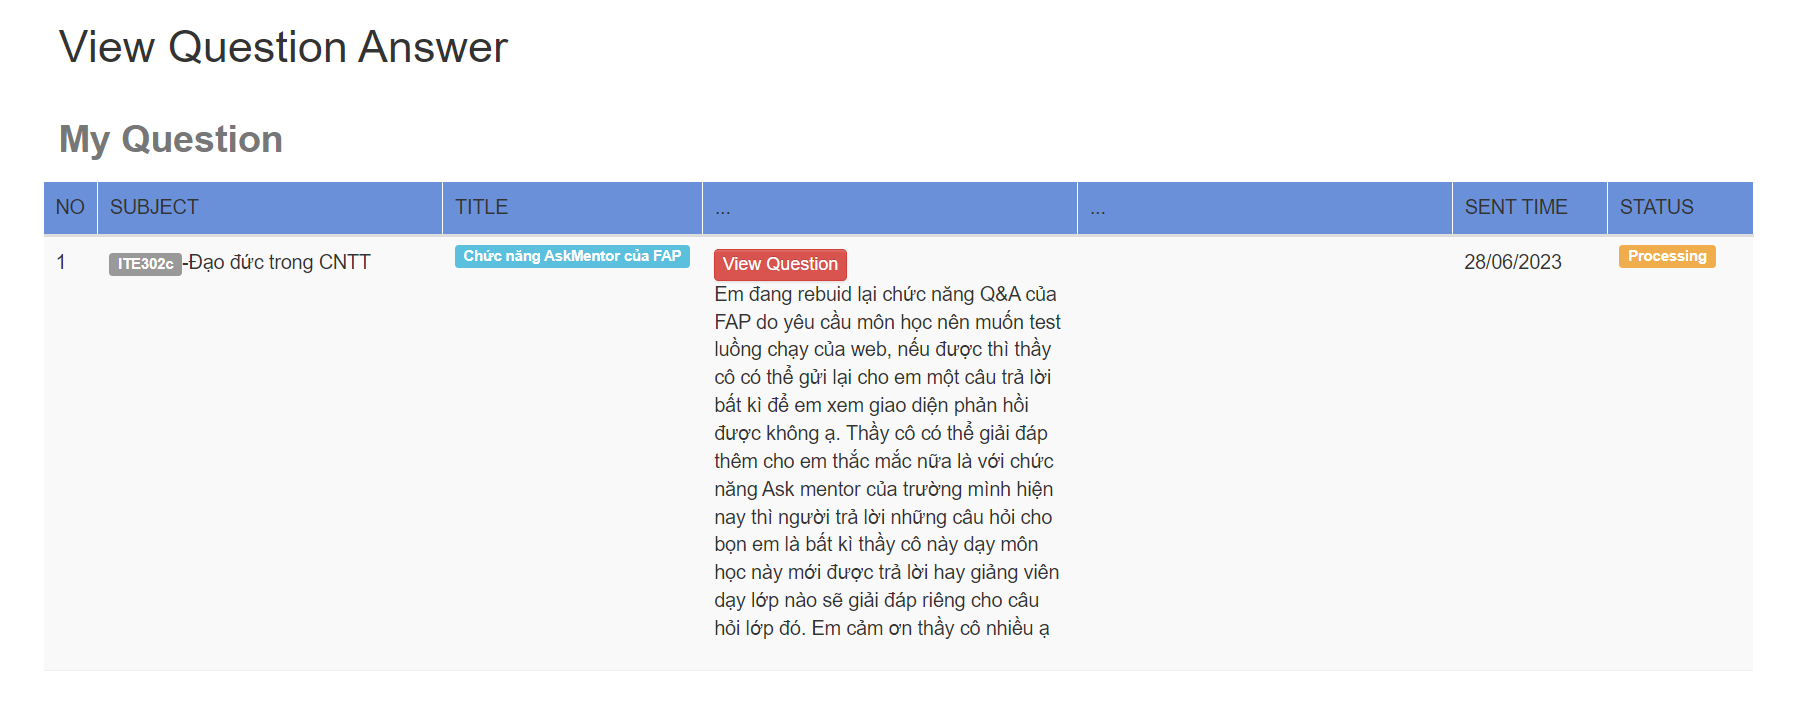 View Question Answer
My Question
NO SUBJECT TITLE ... ... SENT TIME STATUS
1 ITE302c-Đạo đức trong CNTT Chức năng AskMentor của FAP View Question 28/06/2023 Processing
Em đang rebuid lại chức năng Q&A của
FAP do yêu cầu môn học nên muốn test
luồng chạy của web, nếu được thì thầy
cô có thể gửi lại cho em một câu trả lời
bất kì để em xem giao diện phản hồi
được không ạ. Thầy cô có thể giải đáp
thêm cho em thắc mắc nữa là với chức
năng Ask mentor của trường mình hiện
nay thì người trả lời những câu hỏi cho
bọn em là bất kì thầy cô này dạy môn
học này mới được trả lời hay giảng viên
dạy lớp nào sẽ giải đáp riêng cho câu
hỏi lớp đó. Em cảm ơn thầy cô nhiều ạ